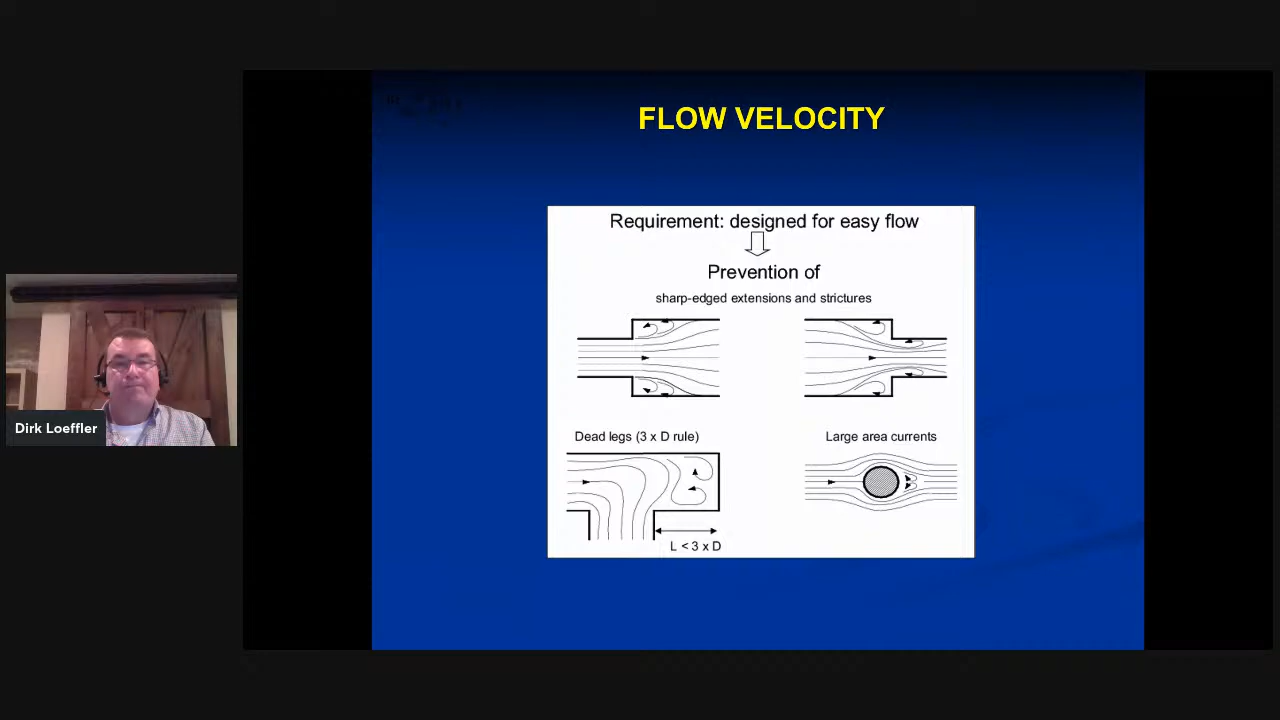 FLOW VELOCITY
Requirement: designed for easy flow
Prevention of
sharp-edged extensions and strictures
Dead legs (3 x D rule)
Large area currents
L < 3 x D
Dirk Loeffler